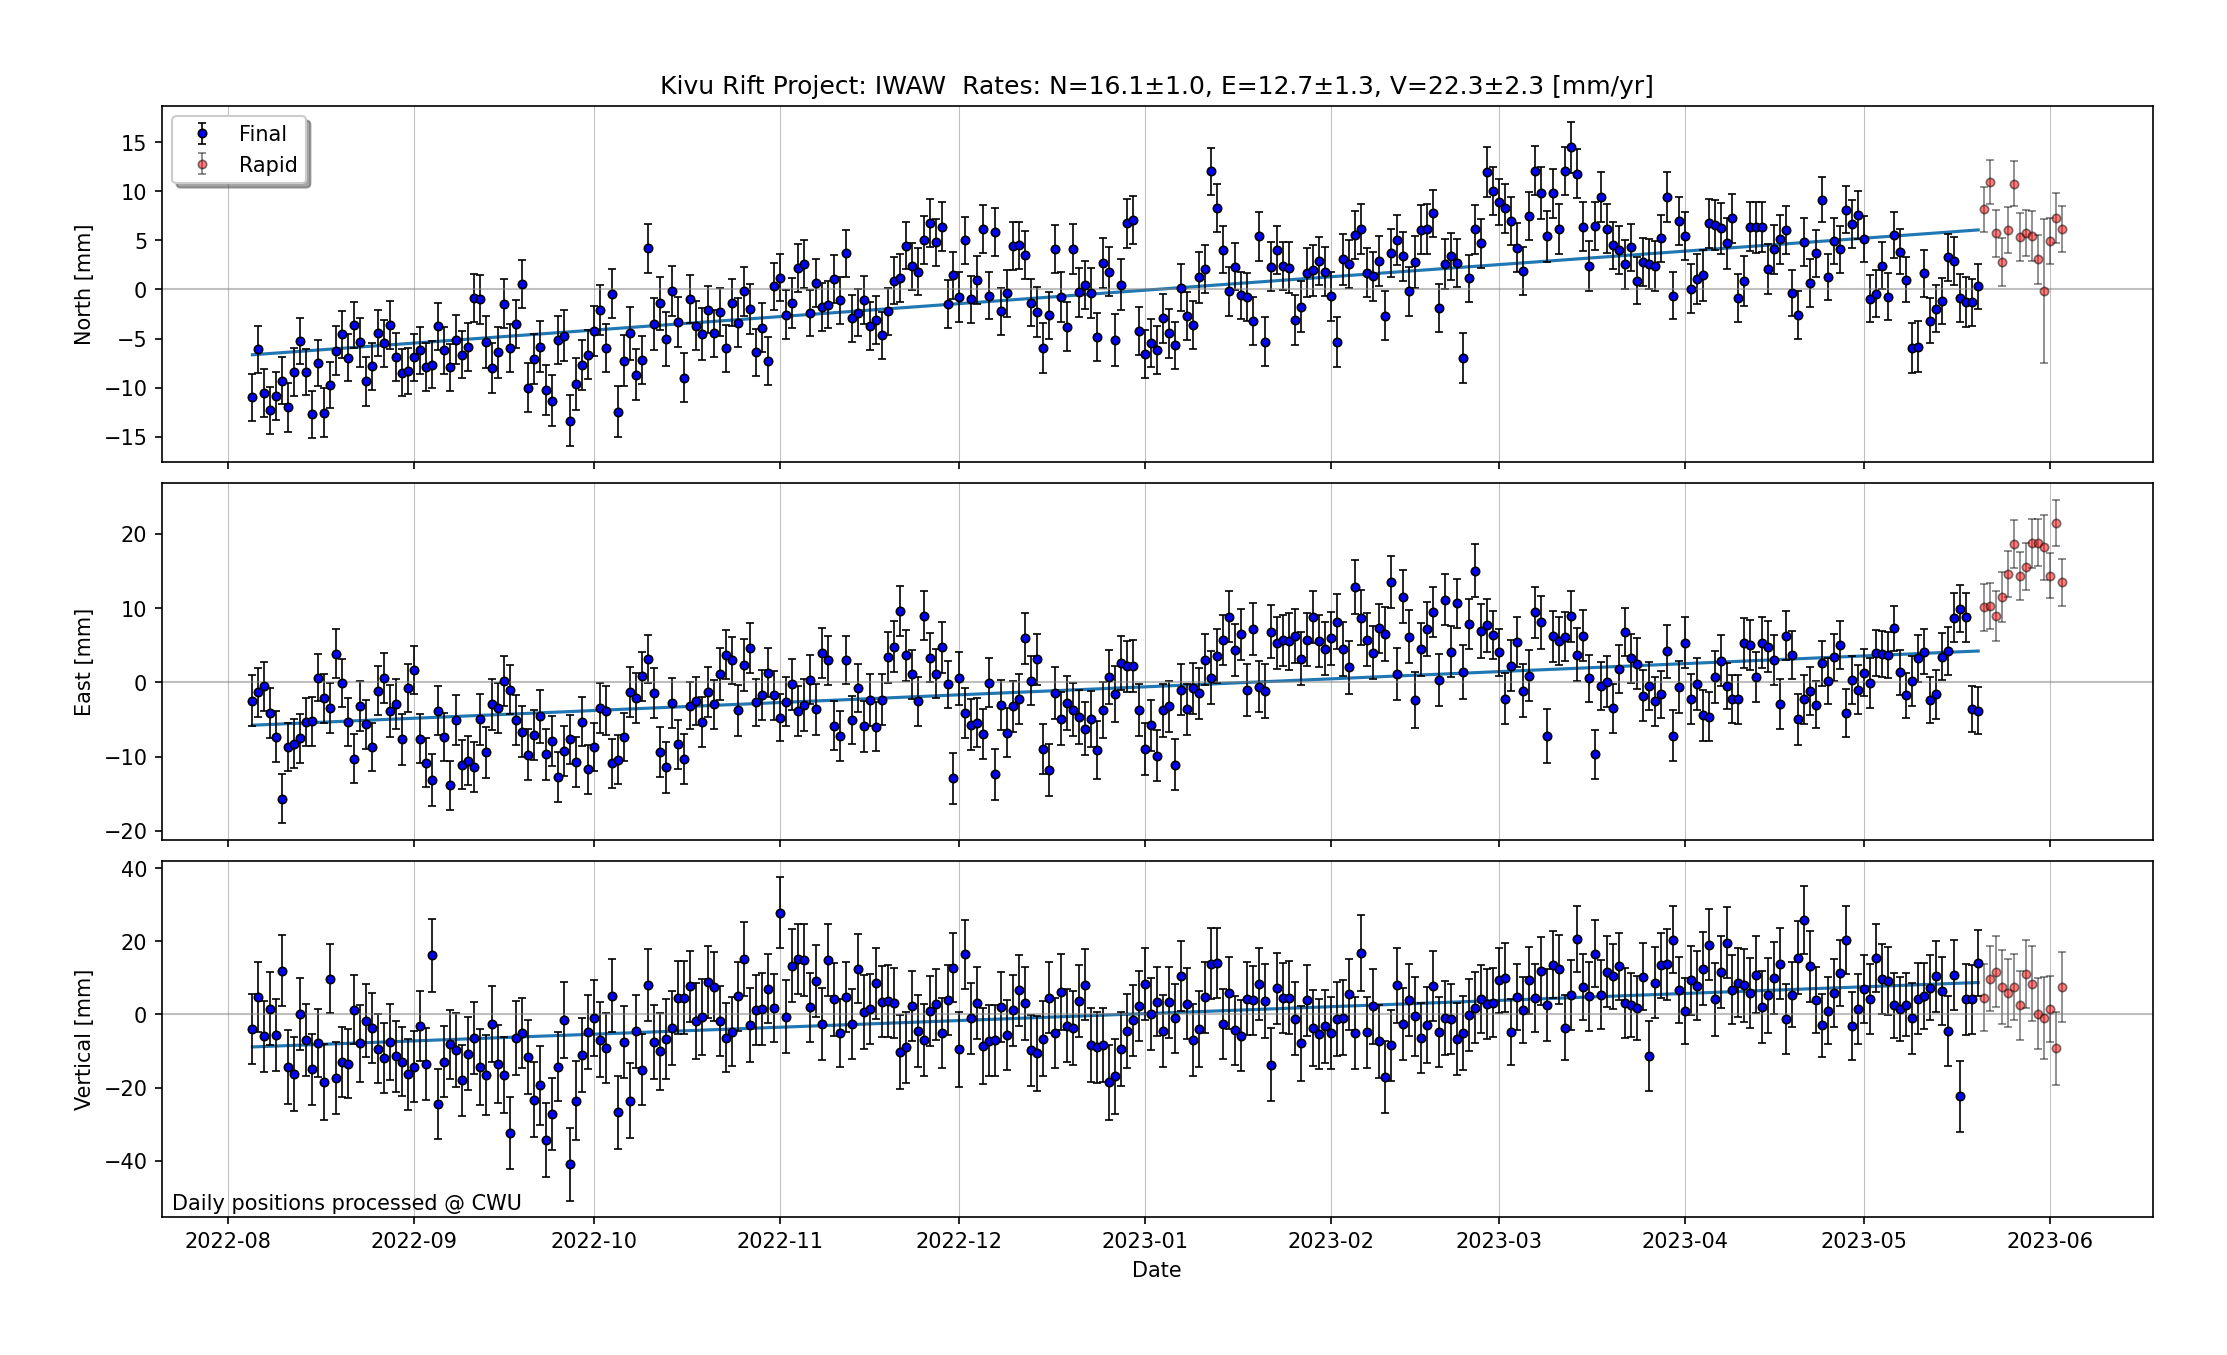 Kivu Rift Project: IWAW  Rates: N=16.1±1.0, E=12.7±1.3, V=22.3±2.3 [mm/yr]
Final
Rapid
North [mm]
15
10
5
0
−5
−10
−15
East [mm]
20
10
0
−10
−20
Vertical [mm]
40
20
0
−20
−40
Daily positions processed @ CWU
2022-08 2022-09 2022-10 2022-11 2022-12 2023-01 2023-02 2023-03 2023-04 2023-05 2023-06
Date